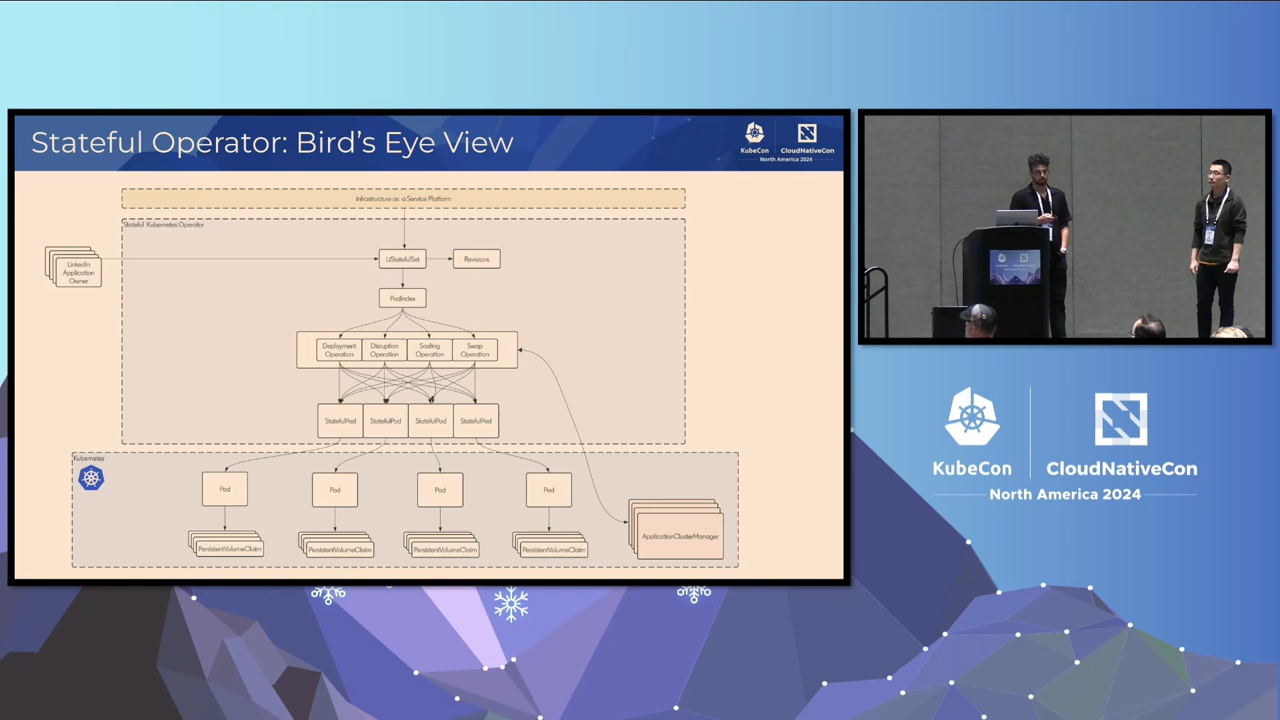 Stateful Operator: Bird's Eye View
KubeCon
CloudNativeCon
North America 2024
Infrastructure as a Service Platform
Stateful Kubernetes Operator
LinkedIn
Application
Owner
LiStatefulSet
Revisions
PodIndex
Deployment
Operation
Disruption
Operation
Scaling
Operation
Swap
Operation
StatefulPod
StatefulPod
StatefulPod
StatefulPod
Kubernetes
Pod
Pod
Pod
Pod
PersistentVolumeClaim
PersistentVolumeClaim
PersistentVolumeClaim
PersistentVolumeClaim
ApplicationClusterManager
KubeCon
CloudNativeCon
North America 2024